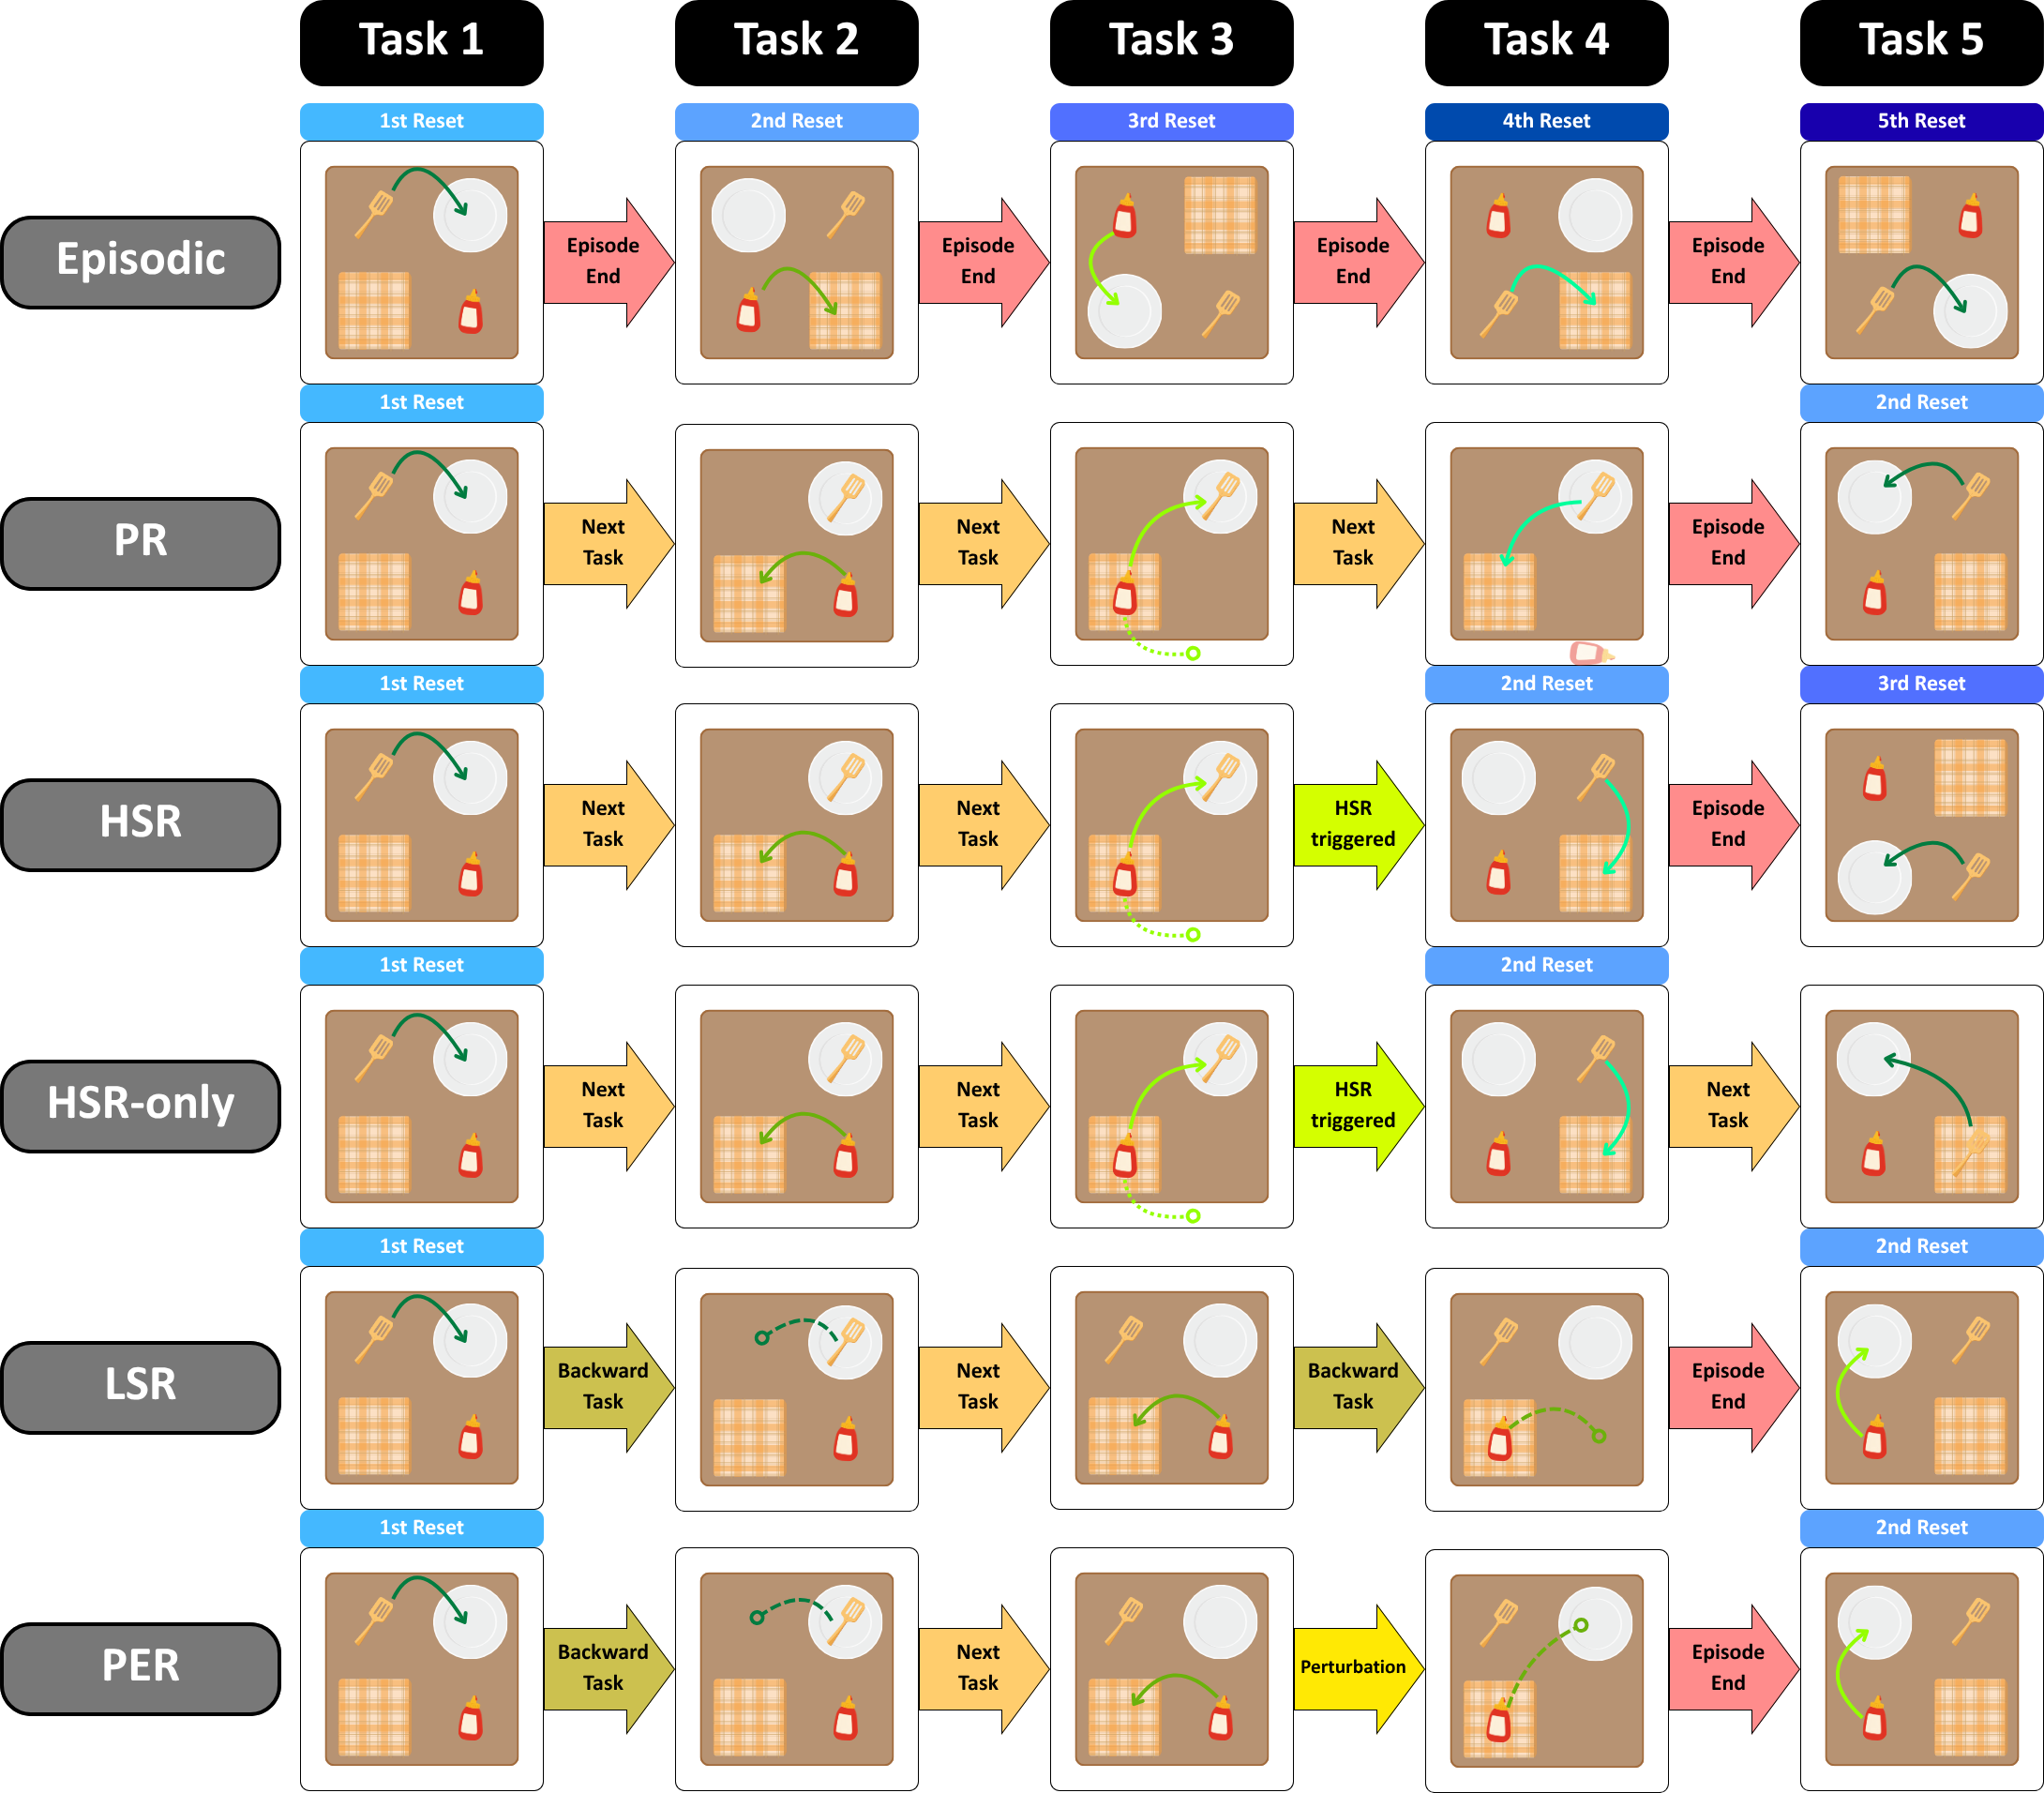 Task 1
Task 2
Task 3
Task 4
Task 5
1st Reset
2nd Reset
3rd Reset
4th Reset
5th Reset
Episodic
Episode
End
Episode
End
Episode
End
Episode
End
1st Reset
2nd Reset
PR
Next
Task
Next
Task
Next
Task
Episode
End
1st Reset
2nd Reset
3rd Reset
HSR
Next
Task
Next
Task
HSR
triggered
Episode
End
1st Reset
2nd Reset
HSR-only
Next
Task
Next
Task
HSR
triggered
Next
Task
1st Reset
2nd Reset
LSR
Backward
Task
Next
Task
Backward
Task
Episode
End
1st Reset
2nd Reset
PER
Backward
Task
Next
Task
Perturbation
Episode
End